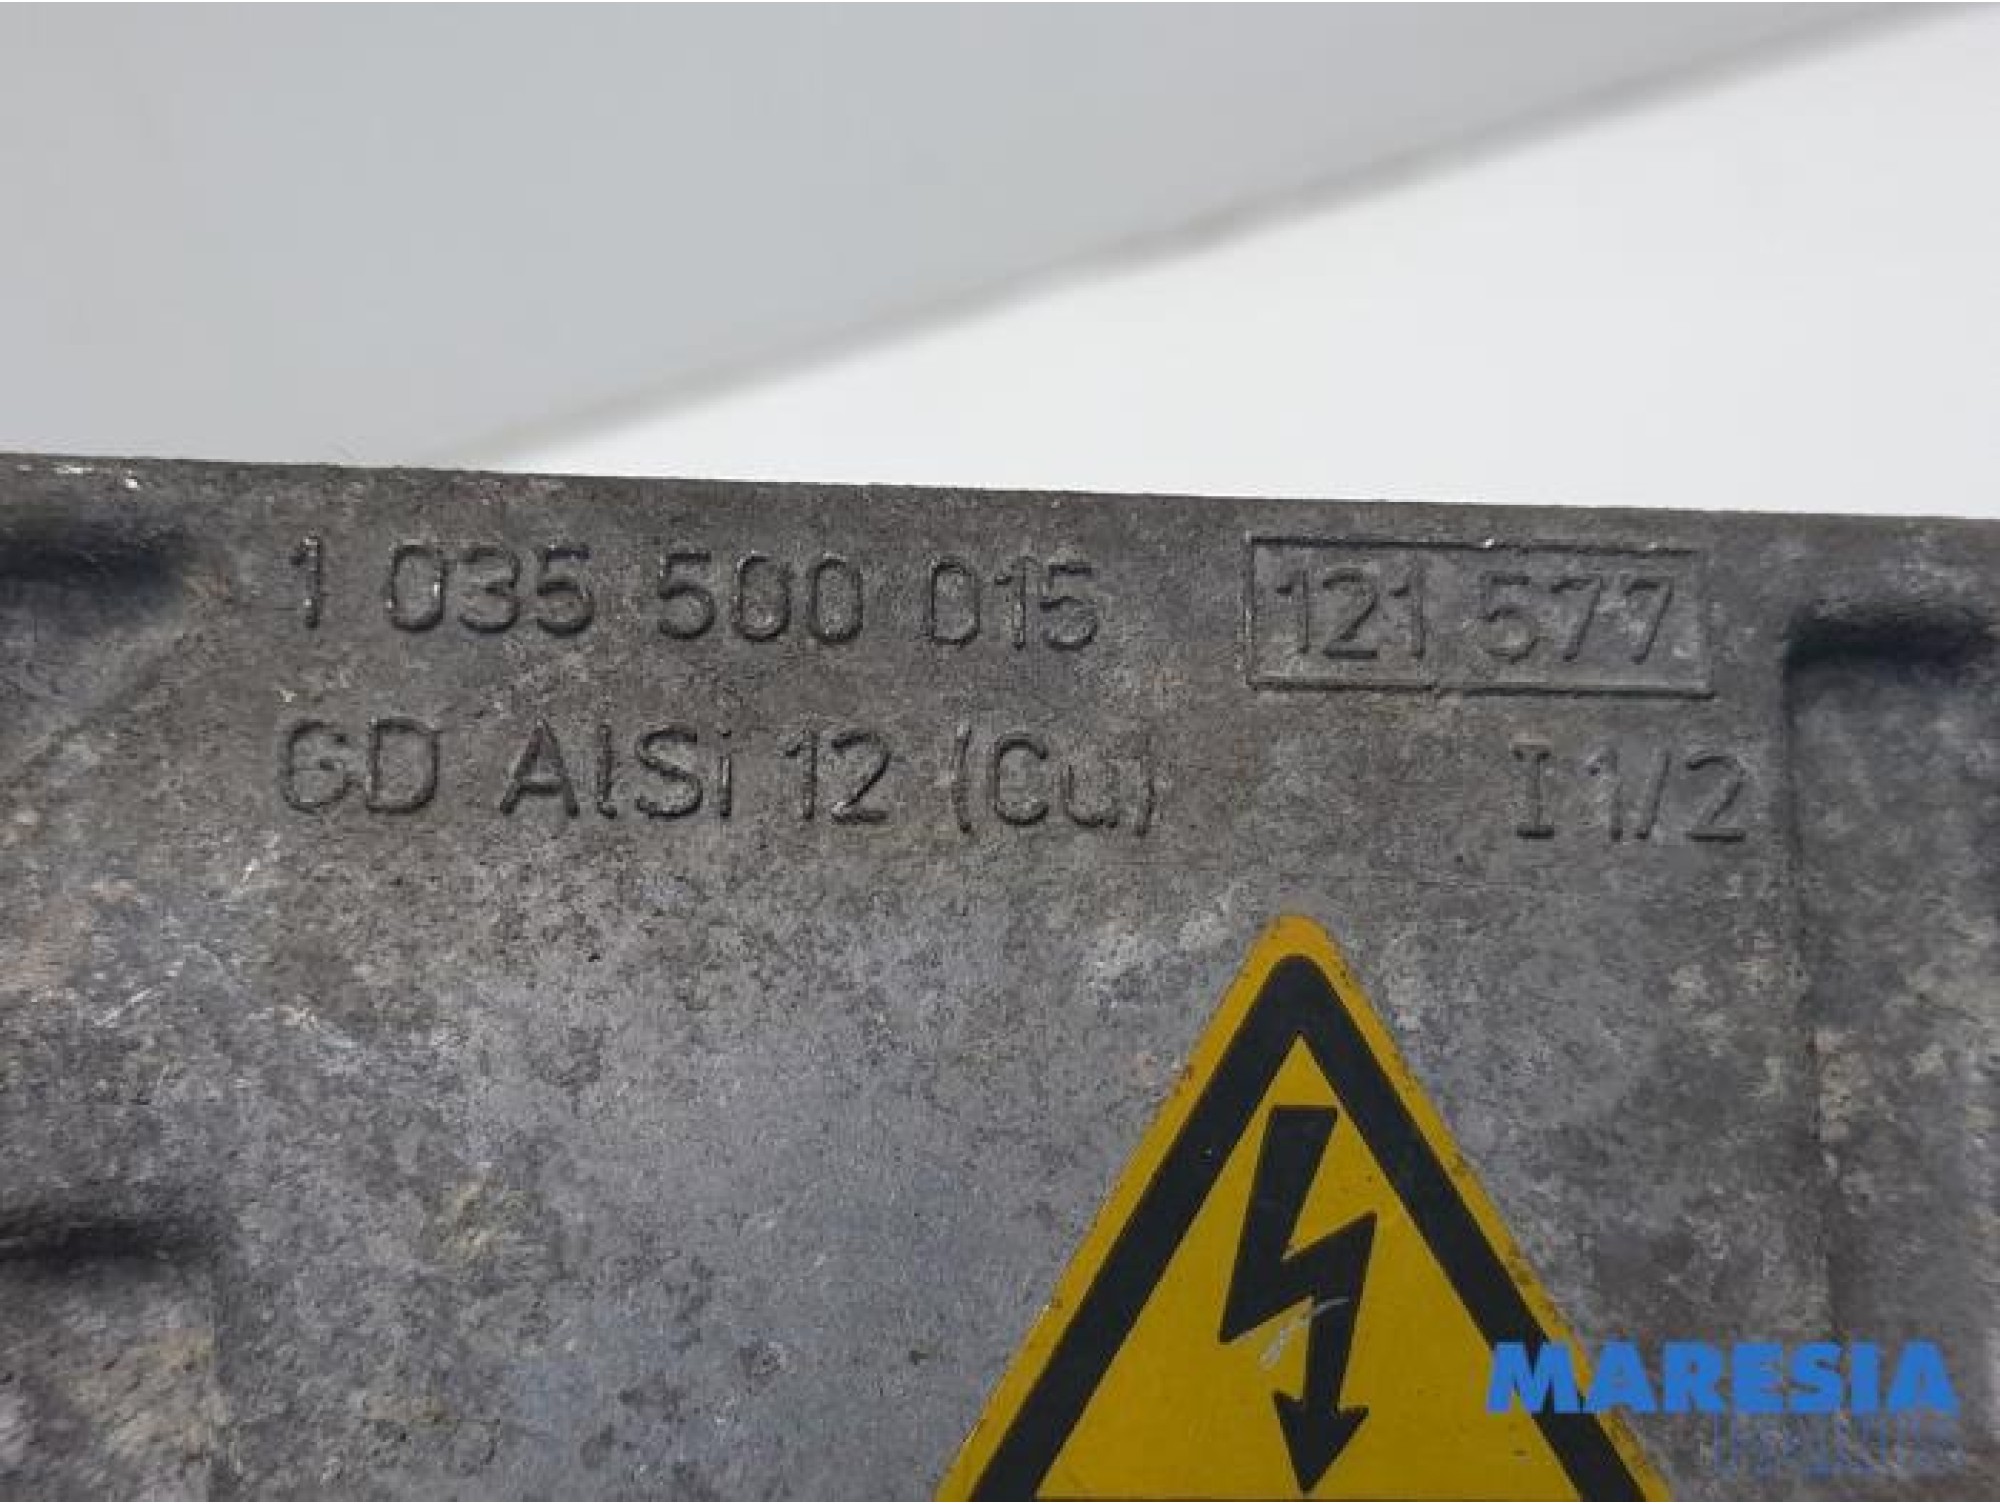 1 035 500 015 121 577
GD AlSi 12 (Cu) I 1/2
MARESIA